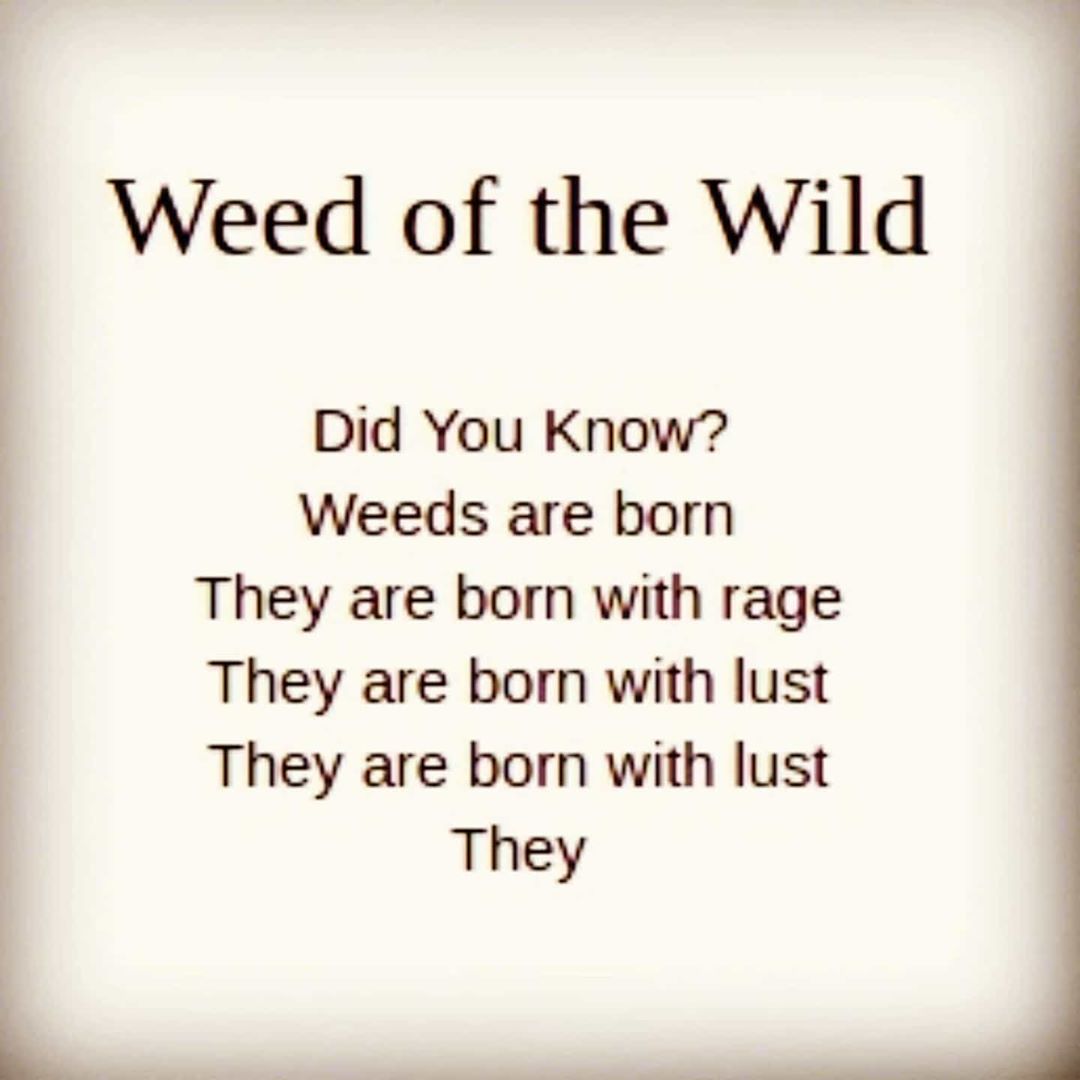 Weed of the Wild
Did You Know?
Weeds are born
They are born with rage
They are born with lust
They are born with lust
They